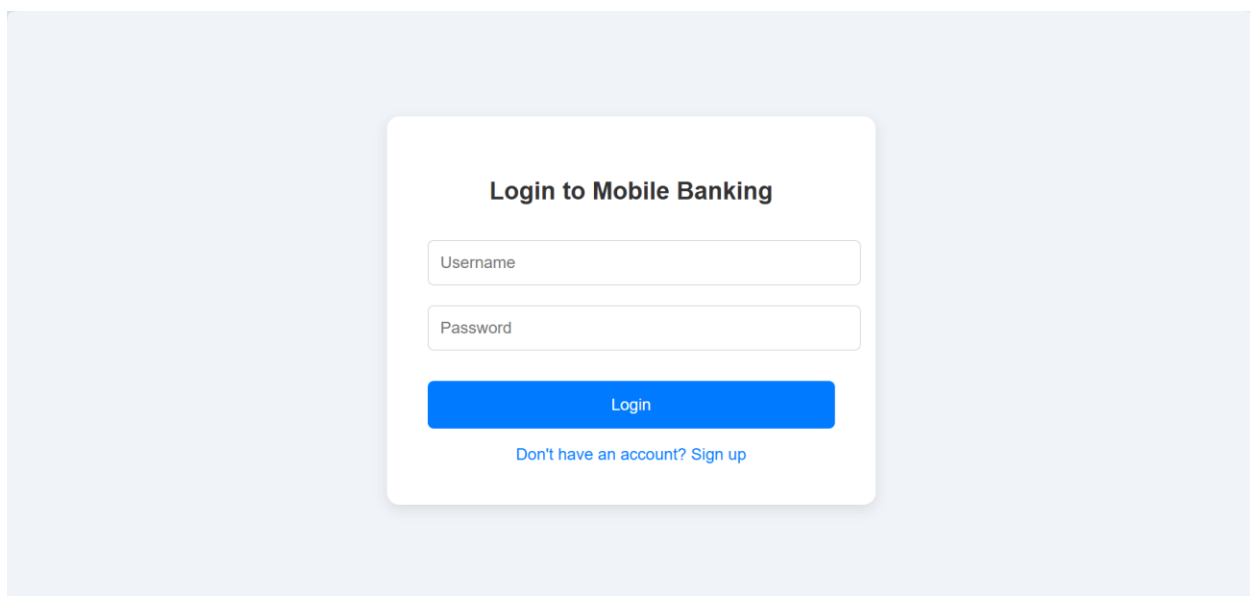 Login to Mobile Banking
Username
Password
Login
Don't have an account? Sign up